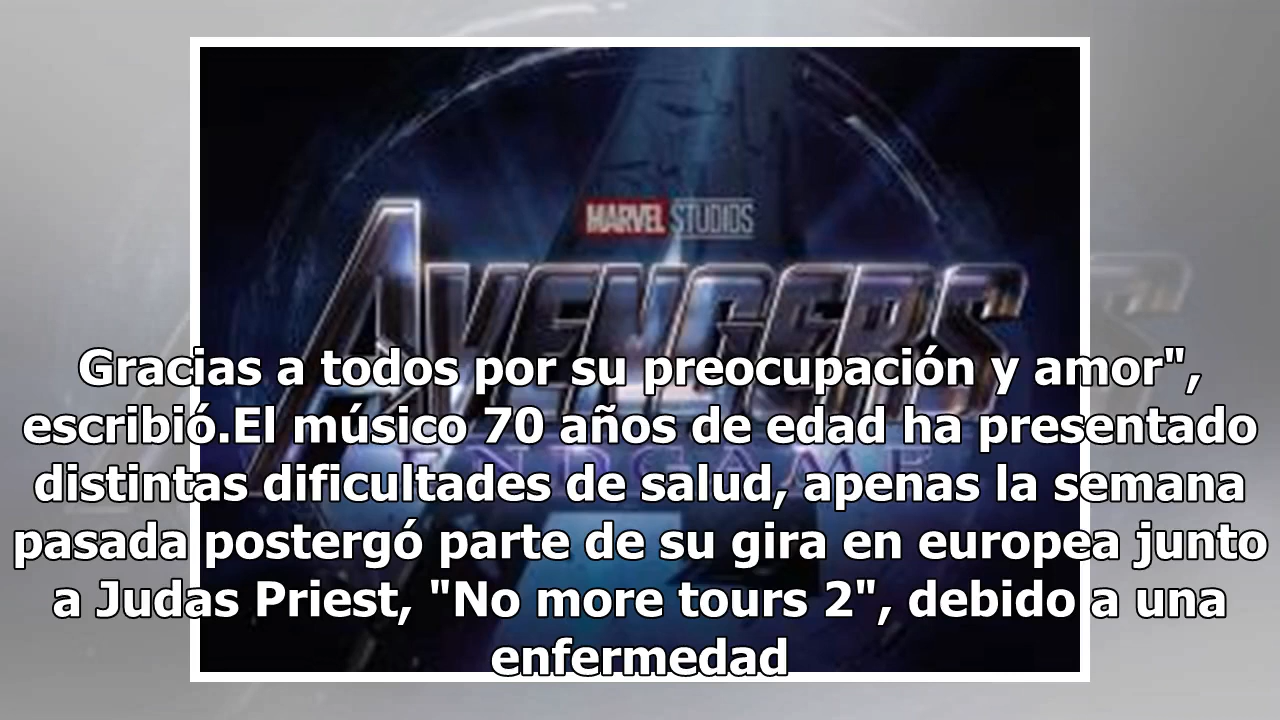 MARVEL STUDIOS
AVENGERS
ENDGAME
Gracias a todos por su preocupación y amor",
escribió.El músico 70 años de edad ha presentado
distintas dificultades de salud, apenas la semana
pasada postergó parte de su gira en europea junto
a Judas Priest, "No more tours 2", debido a una
enfermedad